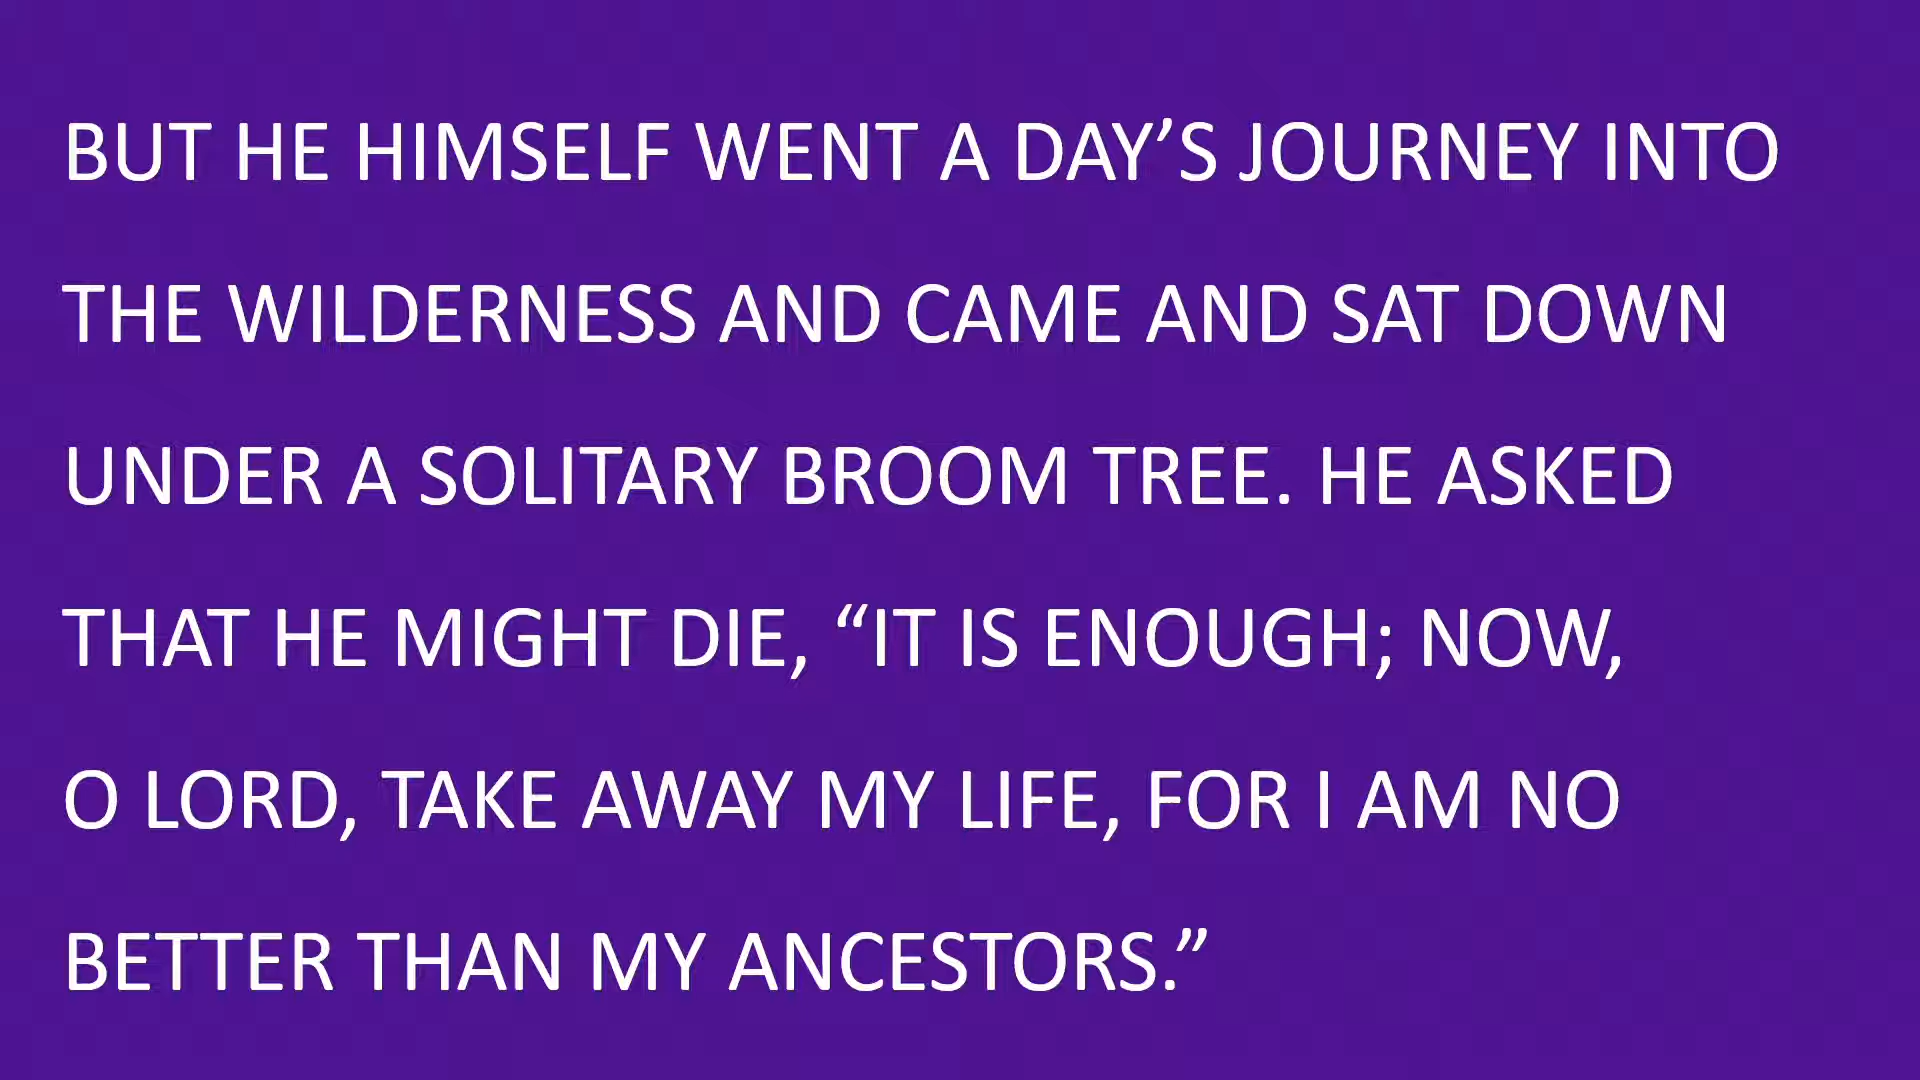 BUT HE HIMSELF WENT A DAY’S JOURNEY INTO
THE WILDERNESS AND CAME AND SAT DOWN
UNDER A SOLITARY BROOM TREE. HE ASKED
THAT HE MIGHT DIE, “IT IS ENOUGH; NOW,
O LORD, TAKE AWAY MY LIFE, FOR I AM NO
BETTER THAN MY ANCESTORS.”